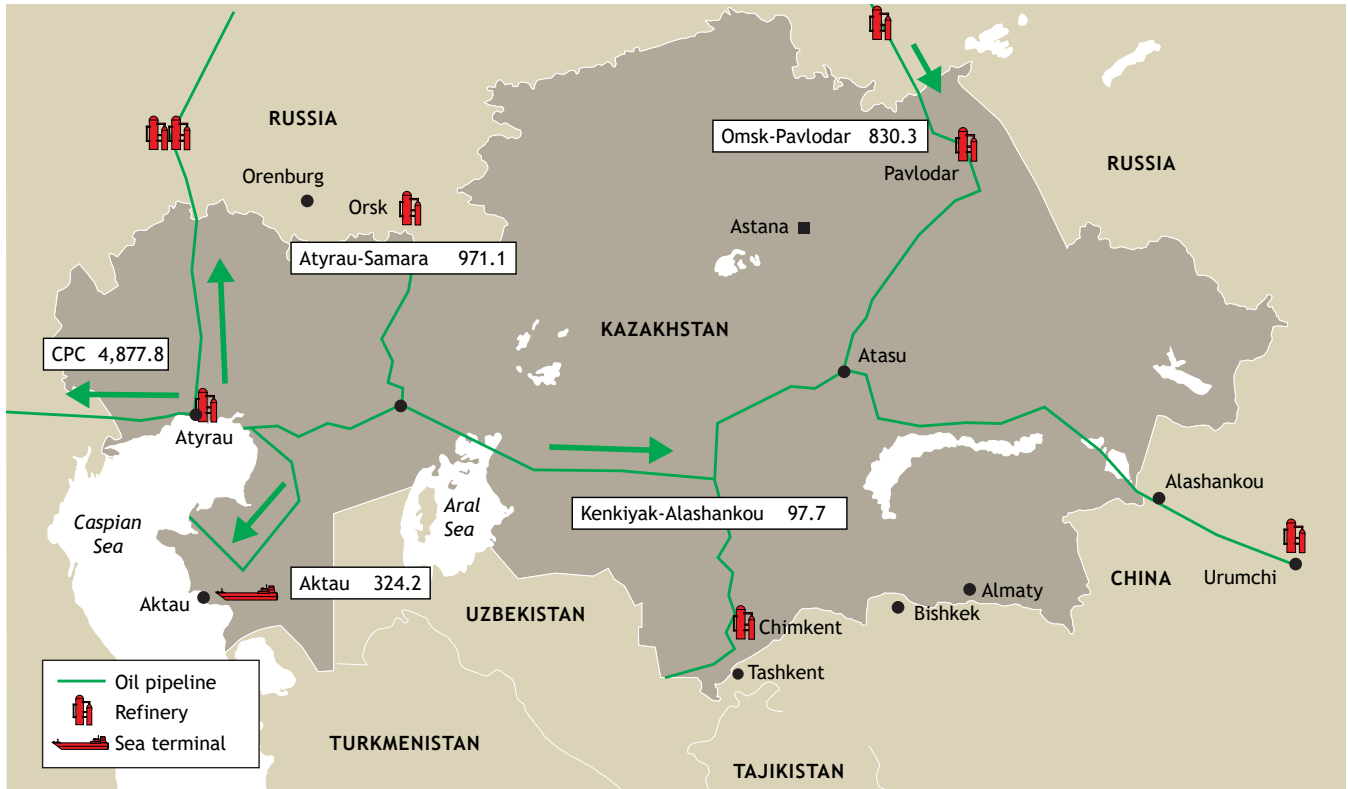 RUSSIA
Omsk-Pavlodar 830.3
Pavlodar
RUSSIA
Orenburg
Orsk
Astana
Atyrau-Samara 971.1
KAZAKHSTAN
CPC 4,877.8
Atasu
Atyrau
Alashankou
Caspian
Sea
Aral
Sea
Kenkiyak-Alashankou 97.7
Aktau 324.2
Aktau
UZBEKISTAN
Almaty
Bishkek
CHINA
Urumchi
Chimkent
Tashkent
Oil pipeline
Refinery
Sea terminal
TURKMENISTAN
TAJIKISTAN